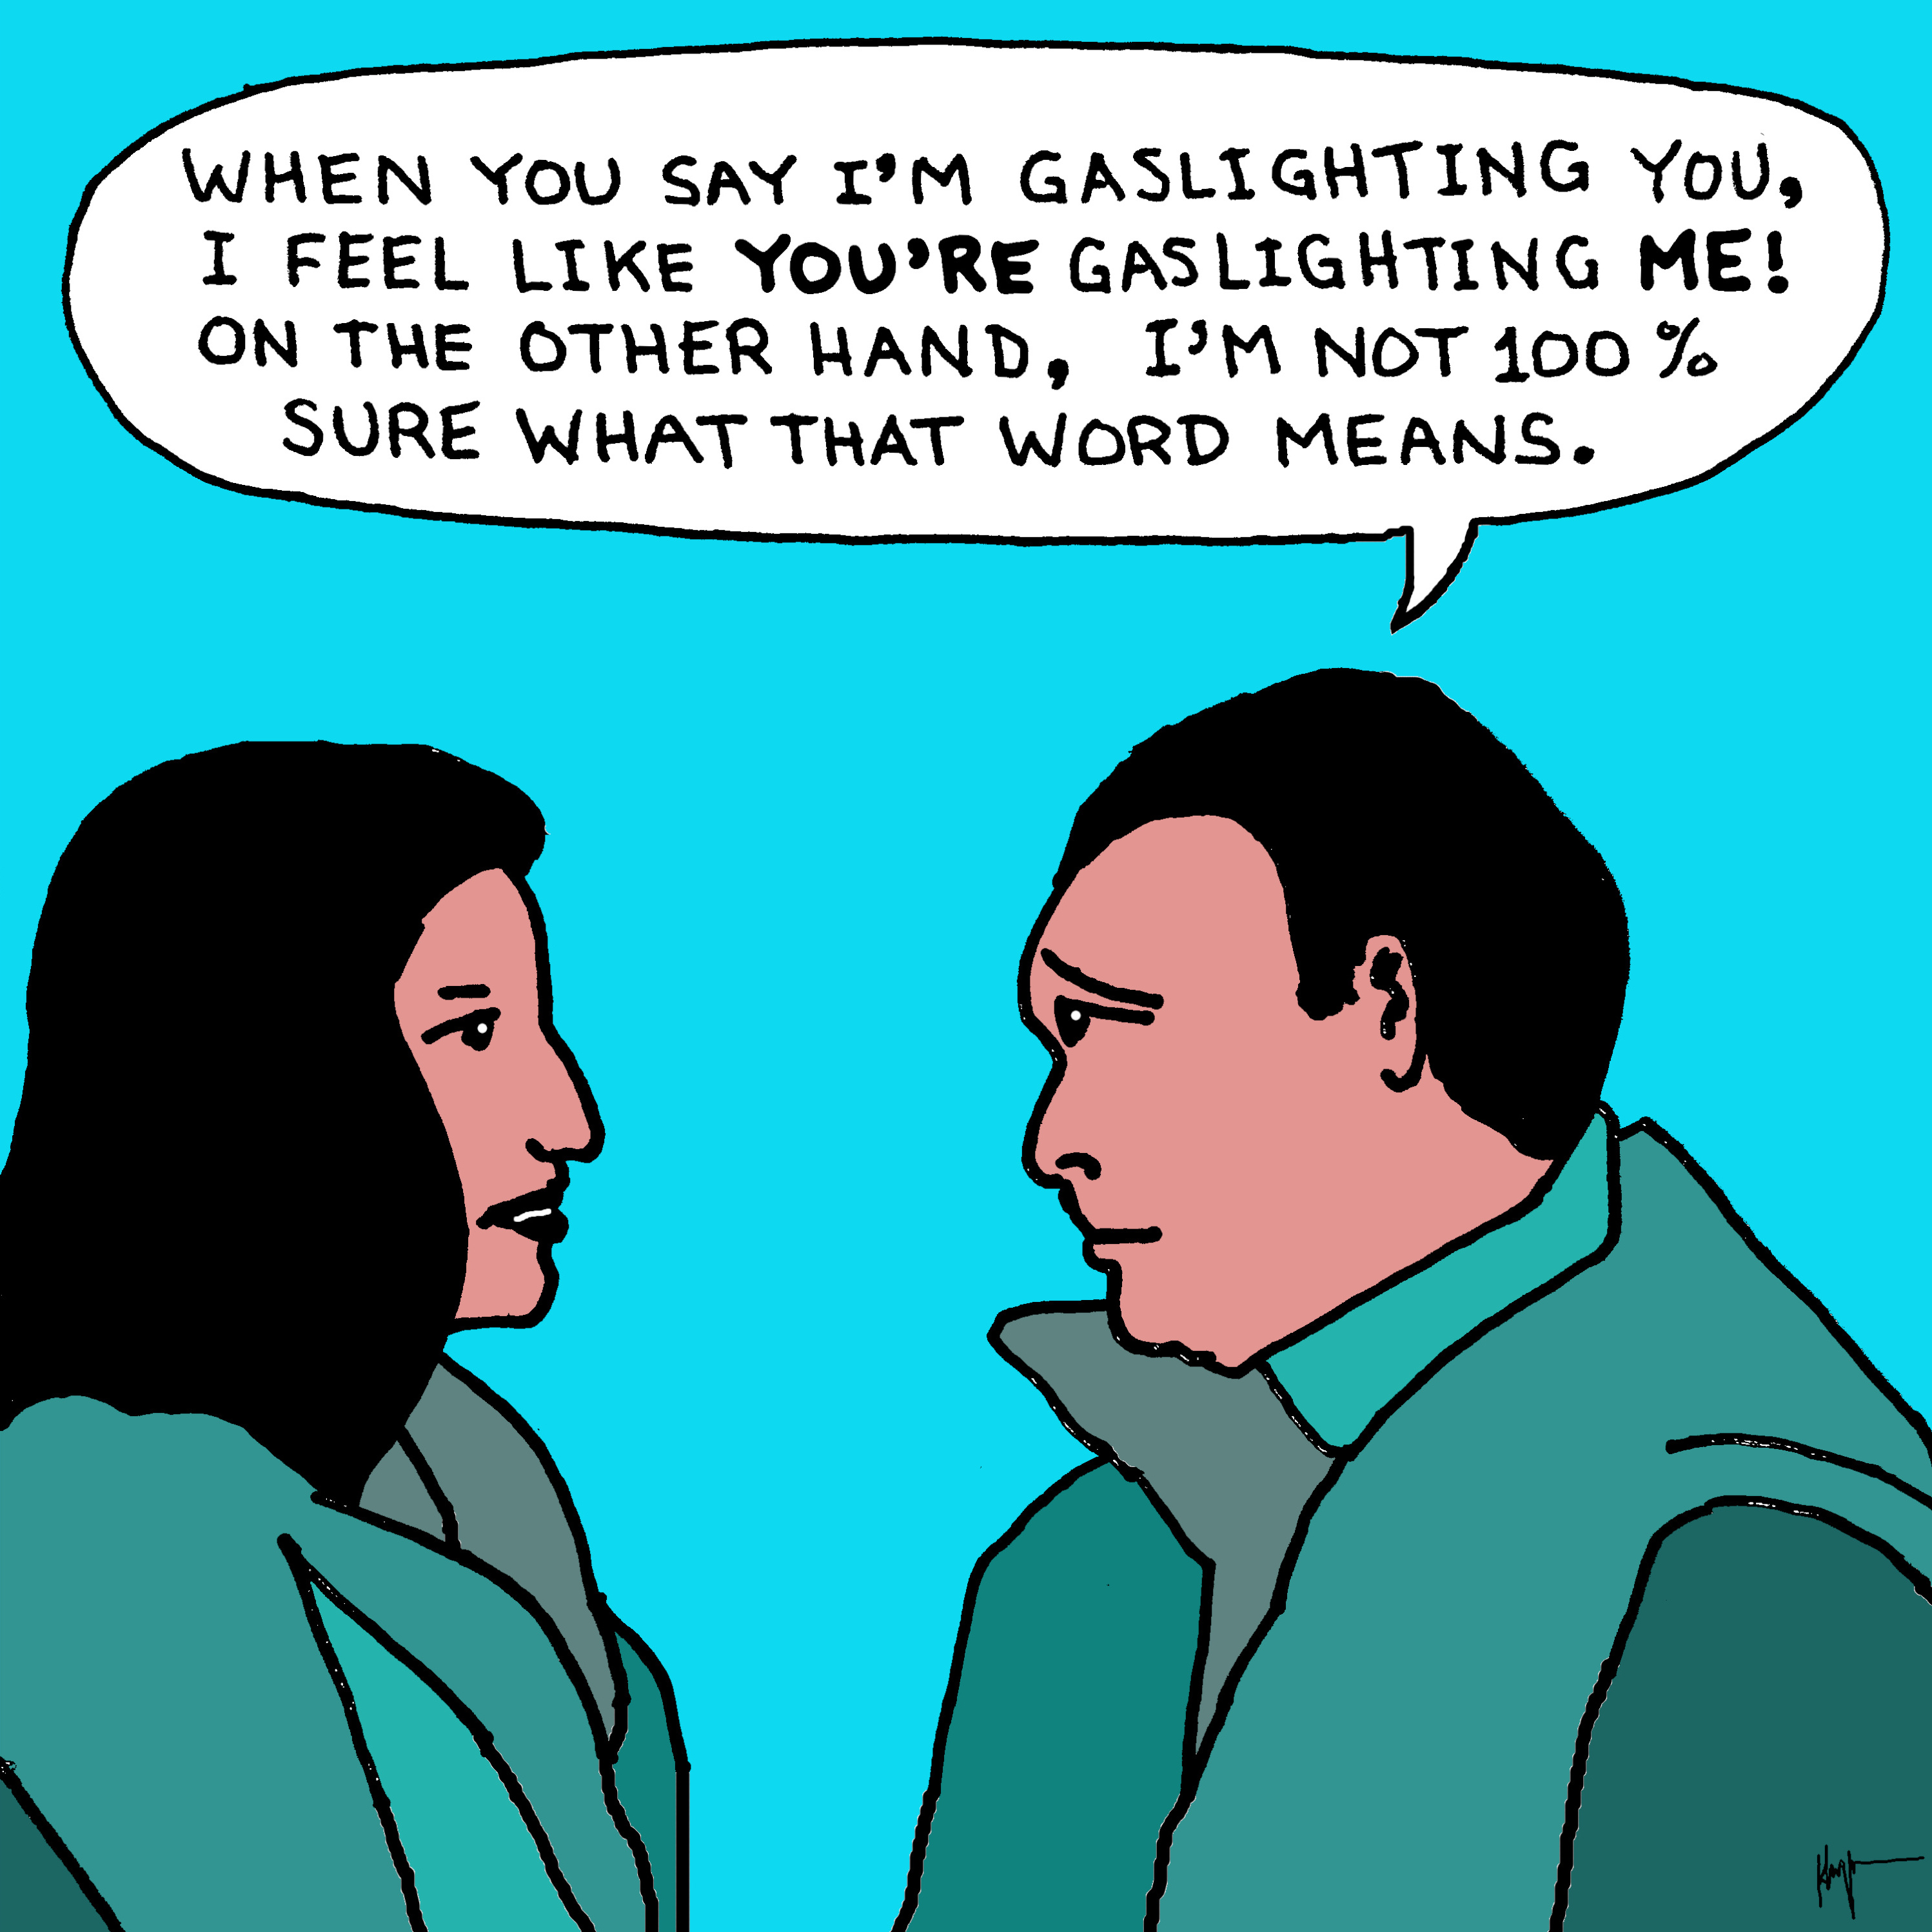 WHEN YOU SAY I'M GASLIGHTING YOU,
I FEEL LIKE YOU'RE GASLIGHTING ME!
ON THE OTHER HAND, I'M NOT 100%
SURE WHAT THAT WORD MEANS.